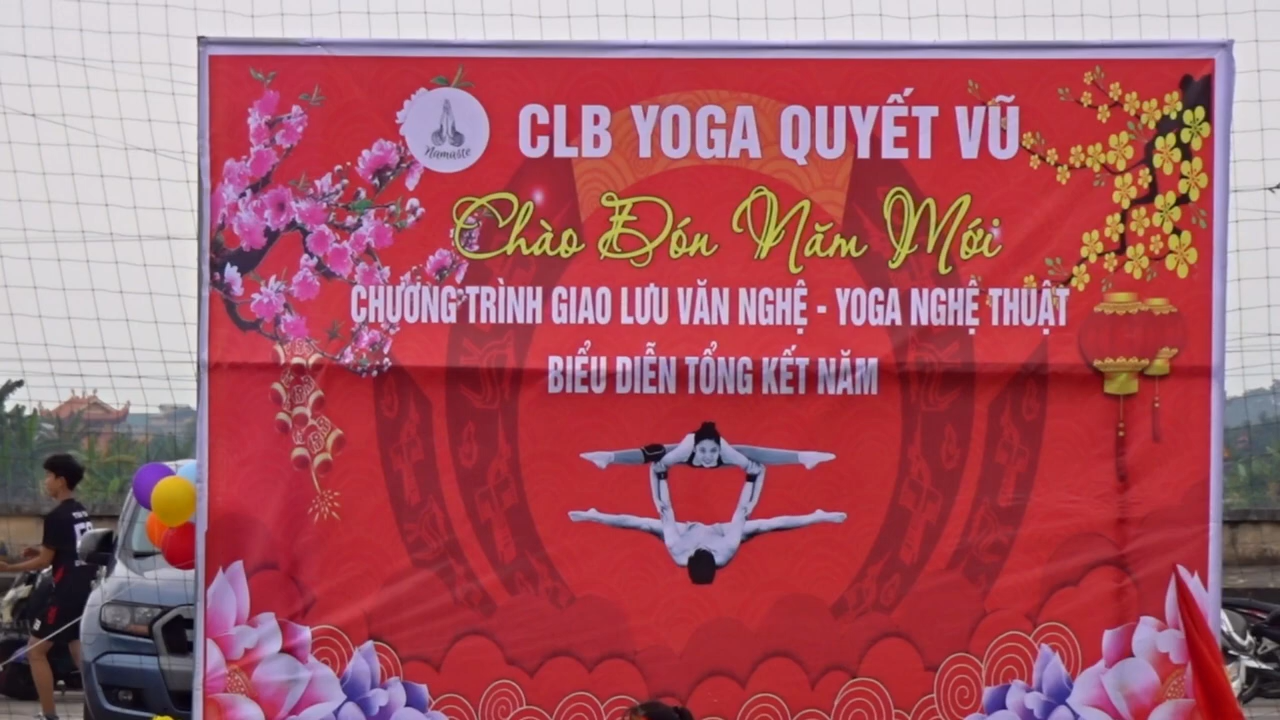 Namaste
CLB YOGA QUYẾT VŨ
Chào Đón Năm Mới
CHƯƠNG TRÌNH GIAO LƯU VĂN NGHỆ - YOGA NGHỆ THUẬT
BIỂU DIỄN TỔNG KẾT NĂM